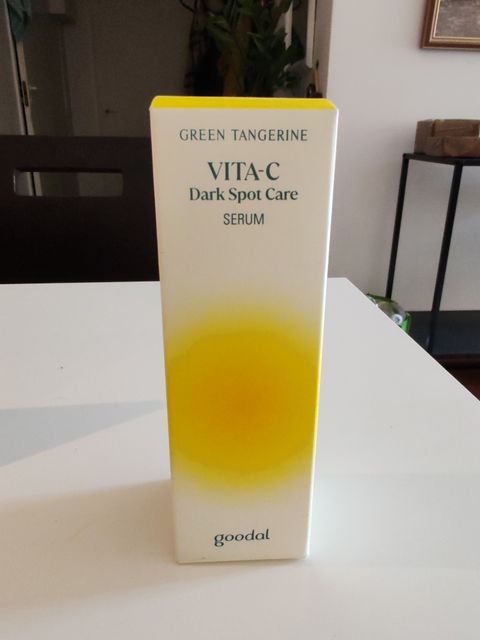 GREEN TANGERINE
VITA-C
Dark Spot Care
SERUM
goodal